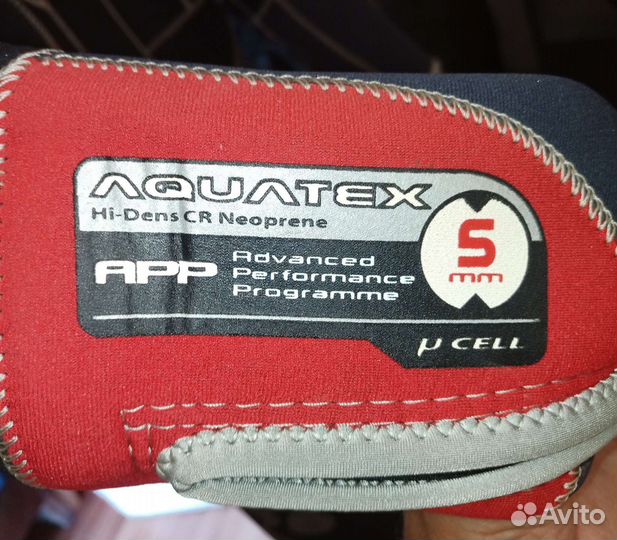 AQUATEX
Hi-Dens CR Neoprene
5
mm
APP
Advanced
Performance
Programme
μ CELL
Avito